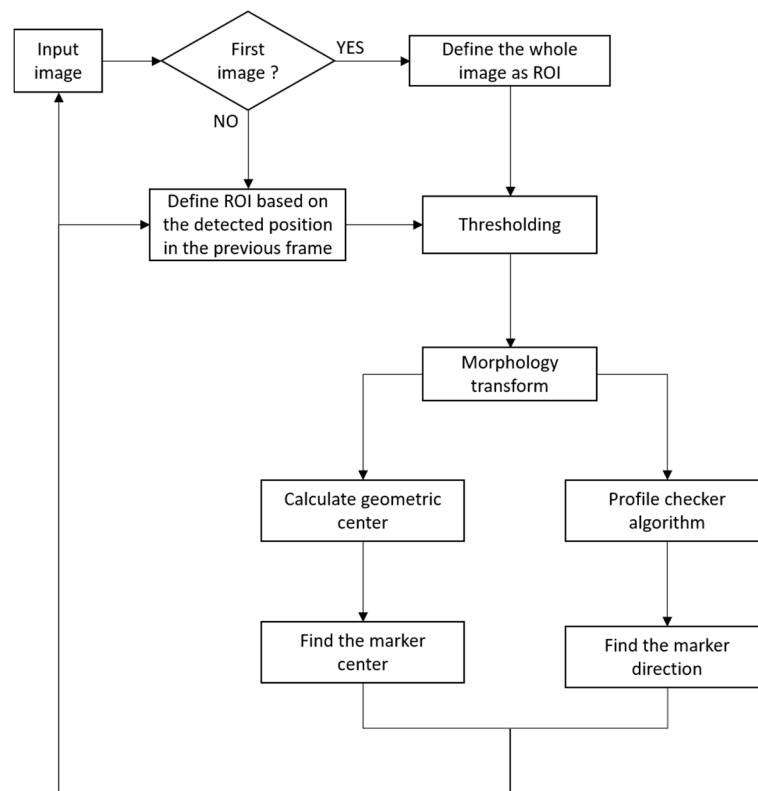 Input
image
First
image ?
YES
Define the whole
image as ROI
NO
Define ROI based on
the detected position
in the previous frame
Thresholding
Morphology
transform
Calculate geometric
center
Profile checker
algorithm
Find the marker
center
Find the marker
direction